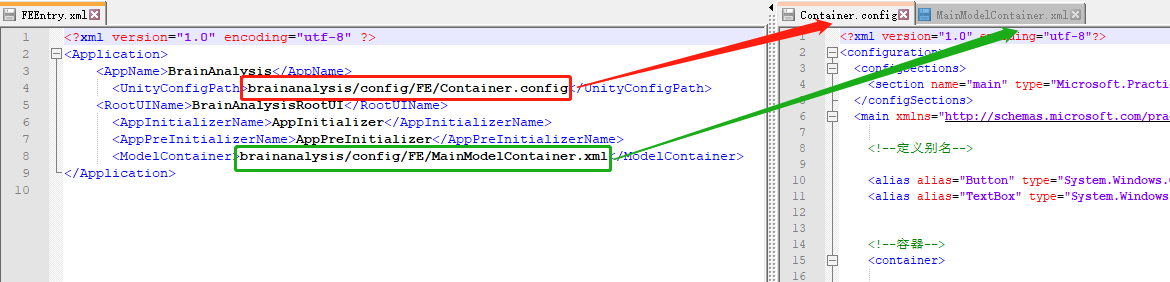 FEEntry.xml
1 <?xml version="1.0" encoding="utf-8" ?>
2 <Application>
3 <AppName>BrainAnalysis</AppName>
4 <UnityConfigPath>brainanalysis/config/FE/Container.config</UnityConfigPath>
5 <RootUIName>BrainAnalysisRootUI</RootUIName>
6 <AppInitializerName>AppInitializer</AppInitializerName>
7 <AppPreInitializerName>AppPreInitializer</AppPreInitializerName>
8 <ModelContainer>brainanalysis/config/FE/MainModelContainer.xml</ModelContainer>
9 </Application>
10
Container.config MainModelContainer.xml
1 <?xml version="1.0" encoding="utf-8"?>
2 <configuration>
3 <configSections>
4 <section name="main" type="Microsoft.Practic
5 </configSections>
6 <main xmlns="http://schemas.microsoft.com/prac
7
8 <!--定义别名-->
9
10 <alias alias="Button" type="System.Windows.C
11 <alias alias="TextBox" type="System.Windows.
12
13
14 <!--容器-->
15 <container>
16